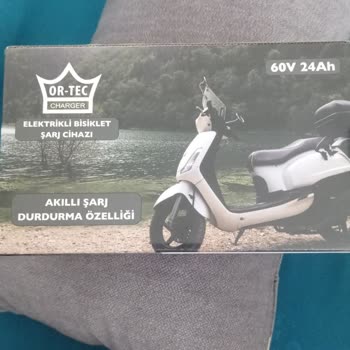 OR-TEC
CHARGER
60V 24Ah
ELEKTRİKLİ BİSİKLET
ŞARJ CİHAZI
AKILLI ŞARJ
DURDURMA ÖZELLİĞİ